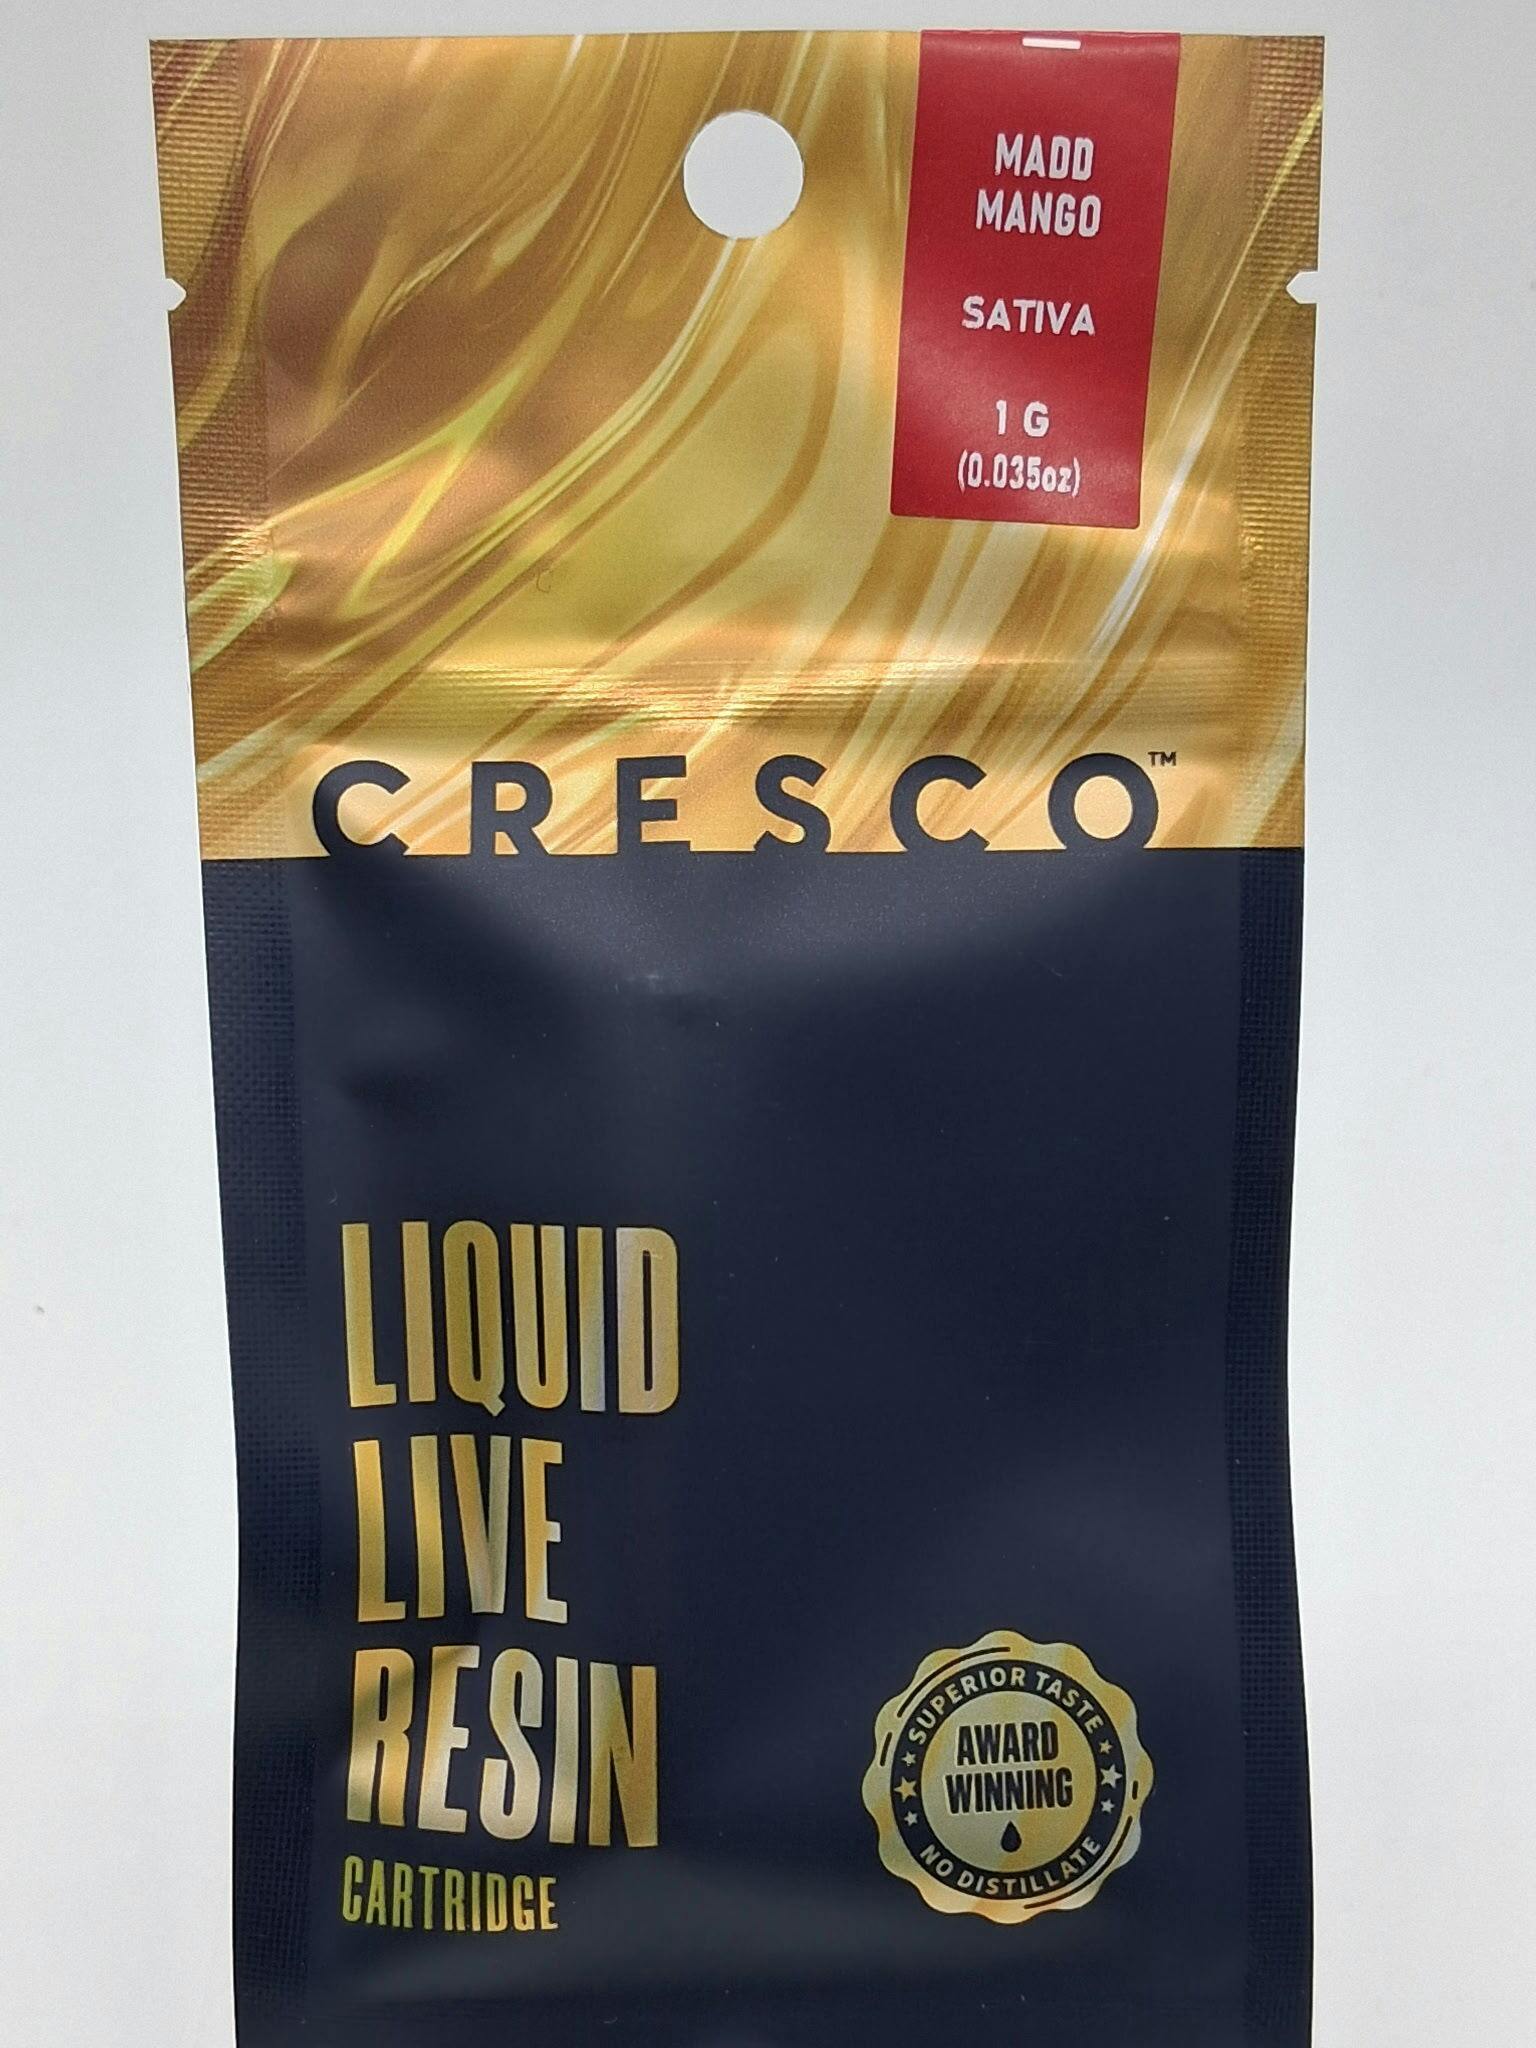 MADD
MANGO
SATIVA
1 G
(0.035oz)
CRESCO™
LIQUID
LIVE
RESIN
CARTRIDGE
SUPERIOR TASTE
AWARD
WINNING
NO DISTILLATE